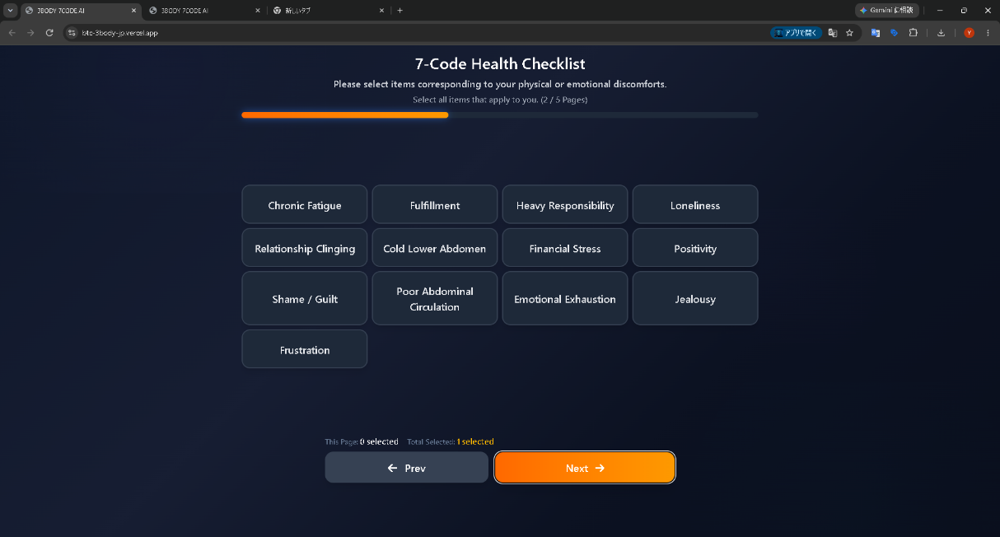 3BODY 7CODE AI
3BODY 7CODE AI
新しいタブ
Gemini に相談
btc-3body-jp.vercel.app
アプリで開く
Y
7-Code Health Checklist
Please select items corresponding to your physical or emotional discomforts.
Select all items that apply to you. (2 / 5 Pages)
Chronic Fatigue
Fulfillment
Heavy Responsibility
Loneliness
Relationship Clinging
Cold Lower Abdomen
Financial Stress
Positivity
Shame / Guilt
Poor Abdominal
Circulation
Emotional Exhaustion
Jealousy
Frustration
This Page: 0 selected Total Selected: 1 selected
← Prev
Next →